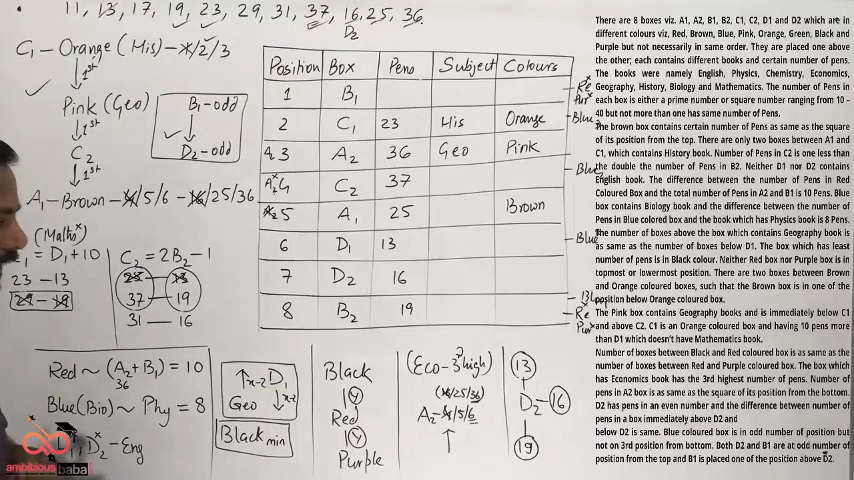 • 11, 13, 17, 19, 23, 29, 31, 37, 16, 25, 36
D2
C1 - Orange (His) - 4/2/3
1st
Pink (Geo)
1st
C2
1st
A1 - Brown - 4/5/6 - 16/25/36
(Maths x)
B1 - odd
D2 - odd
C1 = D1 + 10
23 - 13
29 - 19
C2 = 2B2 - 1
25 13
37 19
31 — 16
Position Box Pens Subject Colours
1 B1
2 C1 23 His Orange
3 A2 36 Geo Pink
4 C2 37
5 A1 25 Brown
6 D1 13
7 D2 16
8 B2 19
Re x
Pur x
Blue
Blue
Blue
Re x
Pur x
Red ~ (A2 + B1) = 10
36
Blue (Bio) ~ Phy = 8
D2 x - Eng
x-2 D1
Geo x-2
Black min
Black
Y
Red
Y
Purple
(Eco - 3rd high)
(16/25/36)
A2 - 4/5/6
13
D2 - 16
19
ambitious baba
There are 8 boxes viz. A1, A2, B1, B2, C1, C2, D1 and D2 which are in
different colours viz, Red, Brown, Blue, Pink, Orange, Green, Black and
Purple but not necessarily in same order. They are placed one above
the other; each contains different books and certain number of pens.
The books were namely English, Physics, Chemistry, Economics,
Geography, History, Biology and Mathematics. The number of Pens in
each box is either a prime number or square number ranging from 10 –
40 but not more than one has same number of Pens.
The brown box contains certain number of Pens as same as the square
of its position from the top. There are only two boxes between A1 and
C1, which contains History book. Number of Pens in C2 is one less than
the double the number of Pens in B2. Neither D1 nor D2 contains
English book. The difference between the number of Pens in Red
Coloured Box and the total number of Pens in A2 and B1 is 10 Pens. Blue
box contains Biology book and the difference between the number of
Pens in Blue colored box and the book which has Physics book is 8 Pens.
The number of boxes above the box which contains Geography book is
as same as the number of boxes below D1. The box which has least
number of pens is in Black colour. Neither Red box nor Purple box is in
topmost or lowermost position. There are two boxes between Brown
and Orange coloured boxes, such that the Brown box is in one of the
position below Orange coloured box.
The Pink box contains Geography books and is immediately below C1
and above C2. C1 is an Orange coloured box and having 10 pens more
than D1 which doesn't have Mathematics book.
Number of boxes between Black and Red coloured box is as same as the
number of boxes between Red and Purple coloured box. The box which
has Economics book has the 3rd highest number of pens. Number of
pens in A2 box is as same as the square of its position from the bottom.
D2 has pens in an even number and the difference between number of
pens in a box immediately above D2 and
below D2 is same. Blue coloured box is in odd number of position but
not on 3rd position from bottom. Both D2 and B1 are at odd number of
position from the top and B1 is placed one of the position above D2.